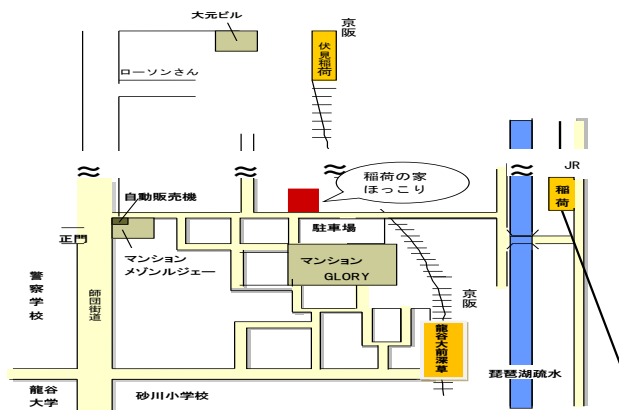 大元ビル
京阪
伏見稲荷
ローソンさん
JR
稲荷
稲荷の家
ほっこり
自動販売機
正門
駐車場
マンション
メゾンルジェー
マンション
GLORY
警察学校
師団街道
京阪
龍谷大前深草
琵琶湖疏水
龍谷
大学
砂川小学校